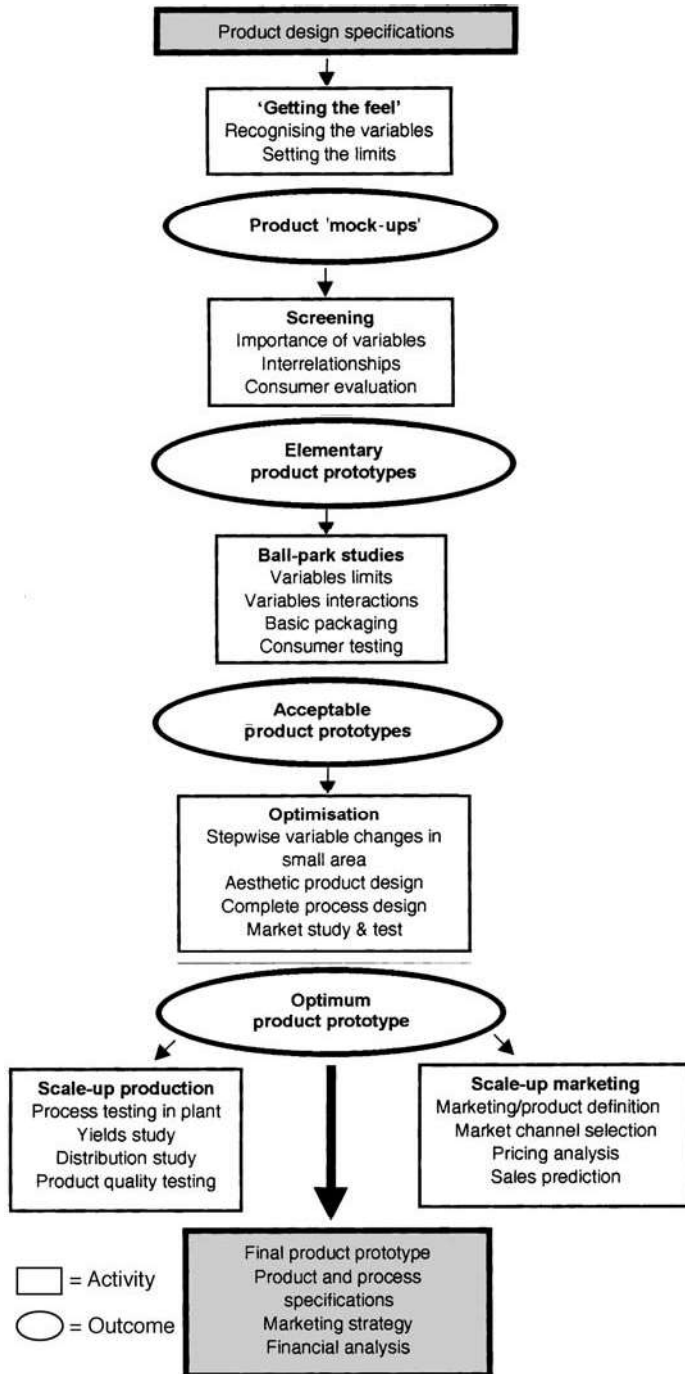 Product design specifications
‘Getting the feel’
Recognising the variables
Setting the limits
Product 'mock-ups'
Screening
Importance of variables
Interrelationships
Consumer evaluation
Elementary
product prototypes
Ball-park studies
Variables limits
Variables interactions
Basic packaging
Consumer testing
Acceptable
product prototypes
Optimisation
Stepwise variable changes in
small area
Aesthetic product design
Complete process design
Market study & test
Optimum
product prototype
Scale-up production
Process testing in plant
Yields study
Distribution study
Product quality testing
Scale-up marketing
Marketing/product definition
Market channel selection
Pricing analysis
Sales prediction
Final product prototype
Product and process
specifications
Marketing strategy
Financial analysis
= Activity
= Outcome